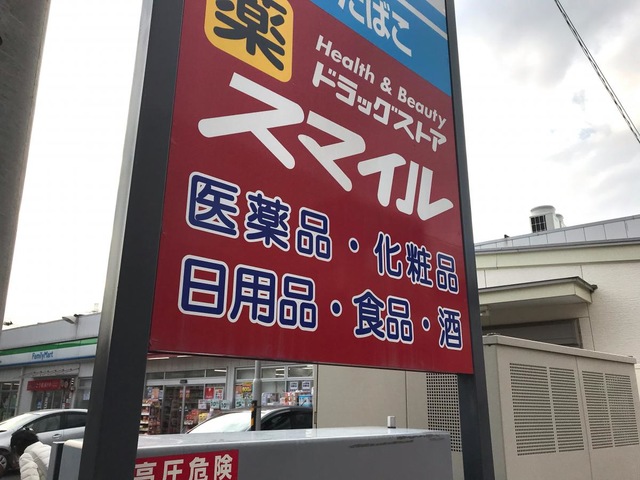 たばこ
薬
Health & Beauty
ドラッグストア
スマイル
医薬品・化粧品
日用品・食品・酒
FamilyMart
高圧危険